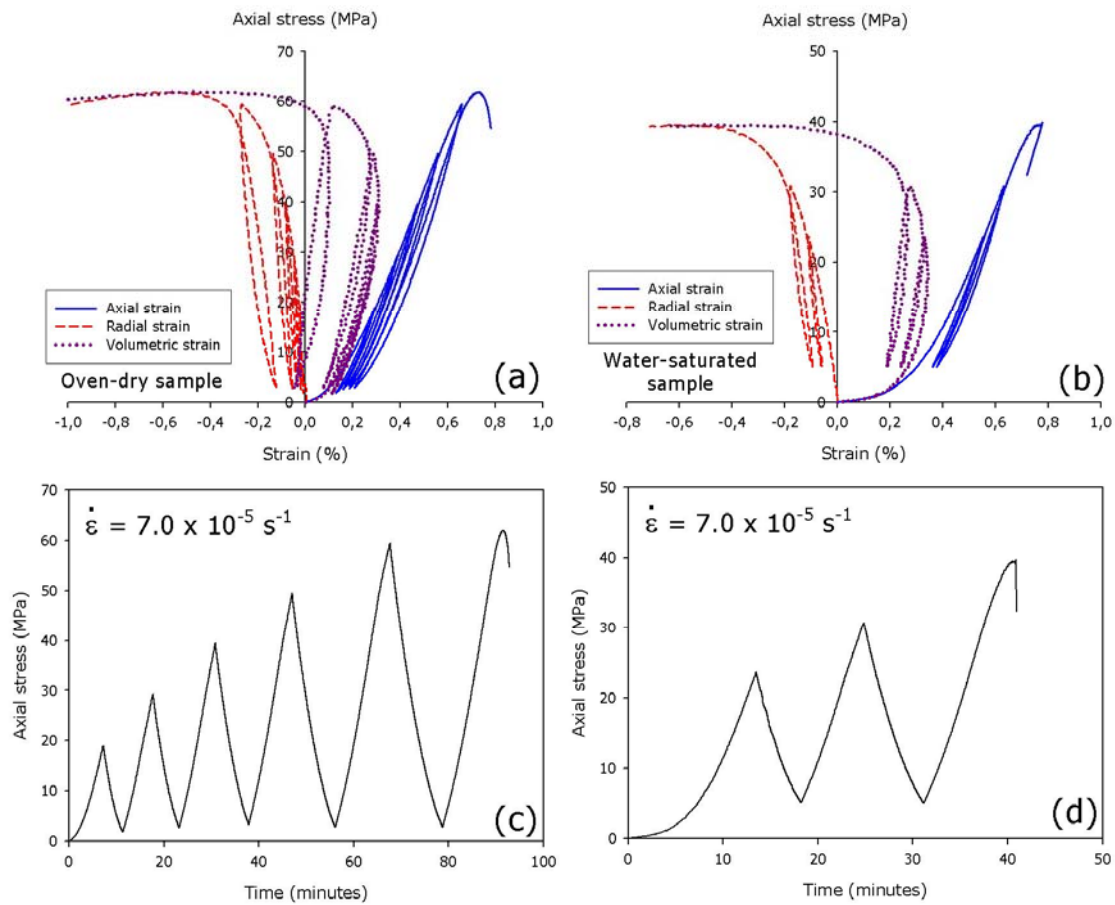 Axial stress (MPa)
70
60
50
40
30
20
10
0
-1,0 -0,8 -0,6 -0,4 -0,2 0,0 0,2 0,4 0,6 0,8 1,0
Strain (%)
Axial strain
Radial strain
Volumetric strain
Oven-dry sample
(a)
Axial stress (MPa)
50
40
30
20
10
0
-0,8 -0,6 -0,4 -0,2 0,0 0,2 0,4 0,6 0,8 1,0
Strain (%)
Axial strain
Radial strain
Volumetric strain
Water-saturated
sample
(b)
70
60
50
40
30
20
10
0
Axial stress (MPa)
ε̇ = 7.0 x 10⁻⁵ s⁻¹
(c)
0 20 40 60 80 100
Time (minutes)
50
40
30
20
10
0
Axial stress (MPa)
ε̇ = 7.0 x 10⁻⁵ s⁻¹
(d)
0 10 20 30 40 50
Time (minutes)